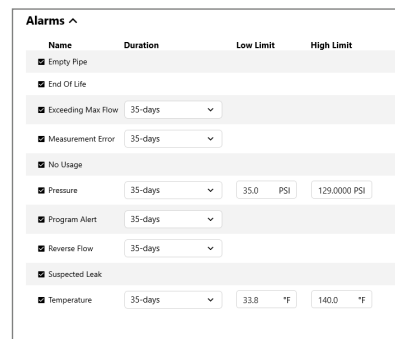 Alarms
Name Duration Low Limit High Limit
Empty Pipe
End Of Life
Exceeding Max Flow 35-days
Measurement Error 35-days
No Usage
Pressure 35-days 35.0 PSI 129.0000 PSI
Program Alert 35-days
Reverse Flow 35-days
Suspected Leak
Temperature 35-days 33.8 °F 140.0 °F